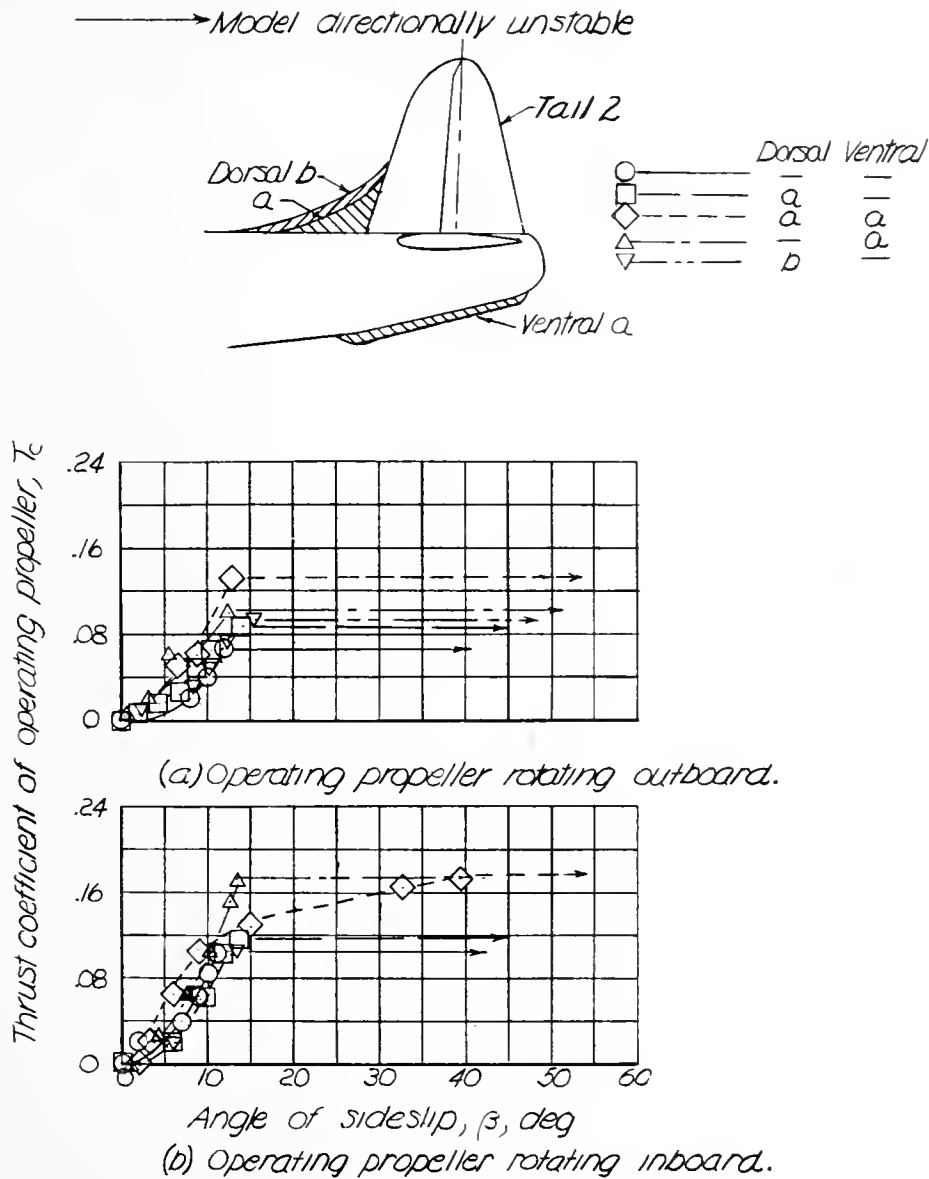 Model directionally unstable
Tail 2
Dorsal b
a
Ventral a
Dorsal Ventral
— —
a —
a a
— a
b —
Thrust coefficient of operating propeller, Tc
.24
.16
.08
0
(a) Operating propeller rotating outboard.
.24
.16
.08
0
0 10 20 30 40 50 60
Angle of sideslip, β, deg
(b) Operating propeller rotating inboard.